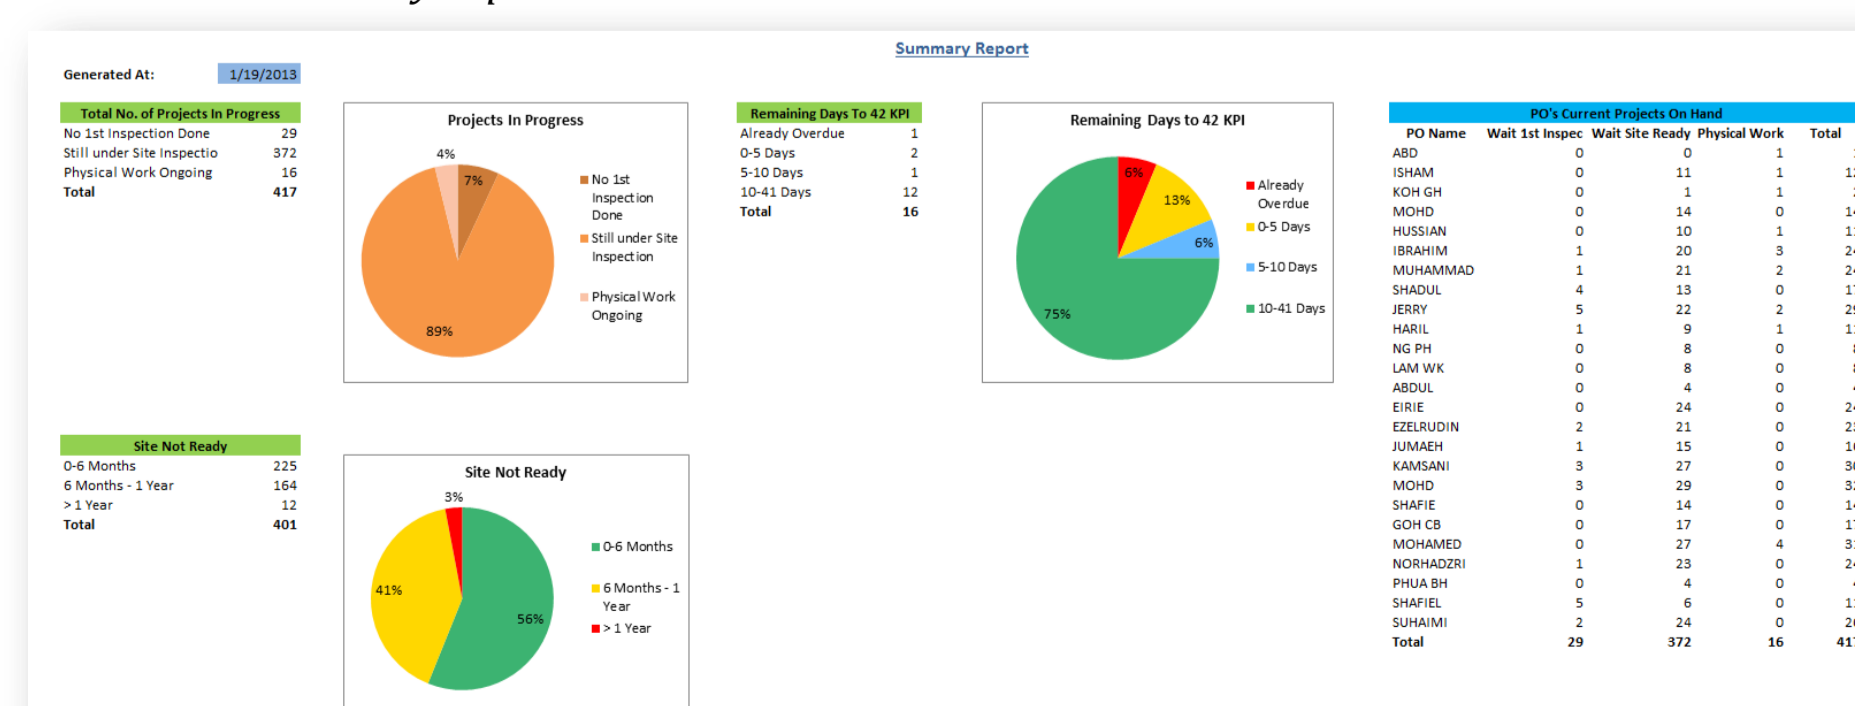 Summary Report
Generated At: 1/19/2013
Total No. of Projects In Progress
No 1st Inspection Done 29
Still under Site Inspectio 372
Physical Work Ongoing 16
Total 417
Projects In Progress
4%
7%
89%
No 1st
Inspection
Done
Still under Site
Inspection
Physical Work
Ongoing
Remaining Days To 42 KPI
Already Overdue 1
0-5 Days 2
5-10 Days 1
10-41 Days 12
Total 16
Remaining Days to 42 KPI
6%
13%
6%
75%
Already
Overdue
0-5 Days
5-10 Days
10-41 Days
PO's Current Projects On Hand
PO Name Wait 1st Inspec Wait Site Ready Physical Work Total
ABD 0 0 1
ISHAM 0 11 1
KOH GH 0 1 1
MOHD 0 14 0
HUSSIAN 0 10 1
IBRAHIM 1 20 3
MUHAMMAD 1 21 2
SHADUL 4 13 0
JERRY 5 22 2
HARIL 1 9 1
NG PH 0 8 0
LAM WK 0 8 0
ABDUL 0 4 0
EIRIE 0 24 0
EZELRUDIN 2 21 0
JUMAEH 1 15 0
KAMSANI 3 27 0
MOHD 3 29 0
SHAFIE 0 14 0
GOH CB 0 17 0
MOHAMED 0 27 4
NORHADZRI 1 23 0
PHUA BH 0 4 0
SHAFIEL 5 6 0
SUHAIMI 2 24 0
Total 29 372 16 417
Site Not Ready
0-6 Months 225
6 Months - 1 Year 164
> 1 Year 12
Total 401
Site Not Ready
3%
41%
56%
0-6 Months
6 Months - 1
Year
> 1 Year